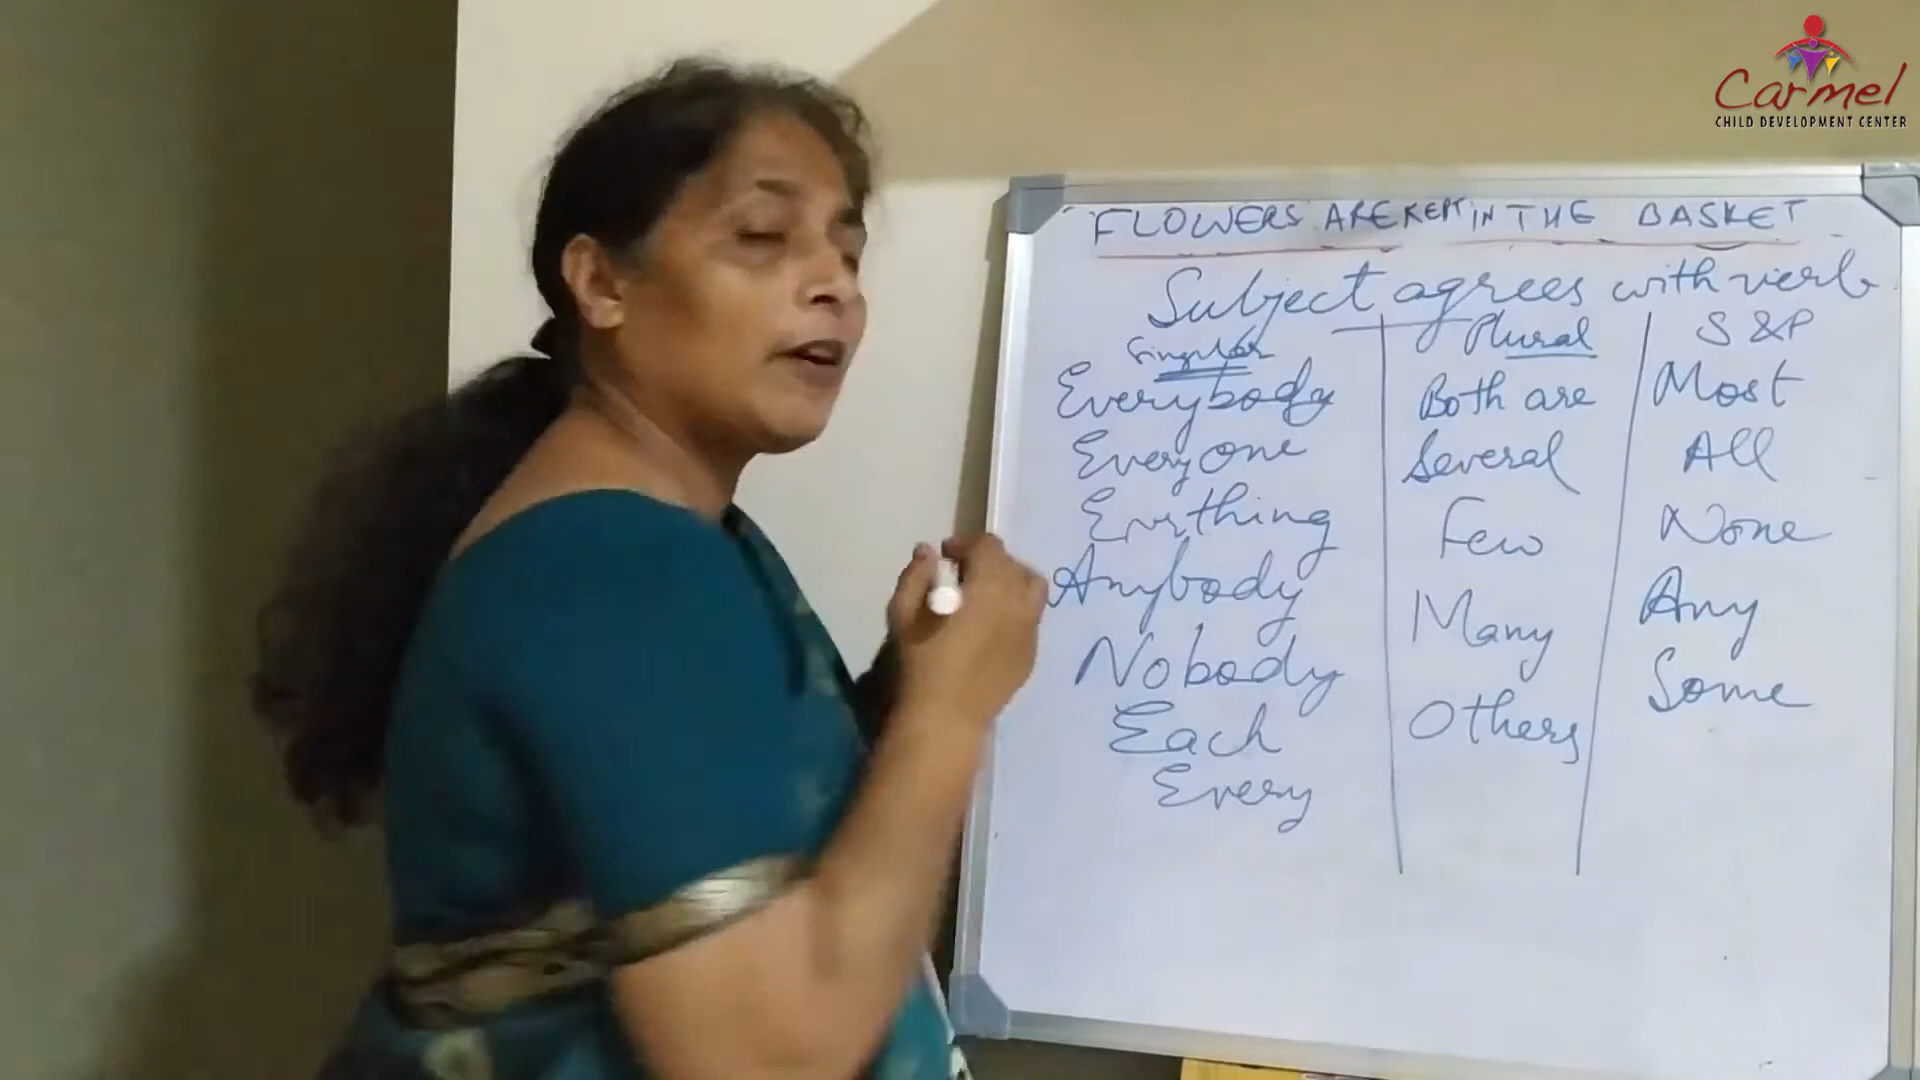 Carmel
CHILD DEVELOPMENT CENTER
FLOWERS ARE KEPT IN THE BASKET
Subject agrees with verb
Singular Plural S & P
Everybody Both are Most
Everyone Several All
Evrthing Few None
Anybody Many Any
Nobody Others Some
Each
Every